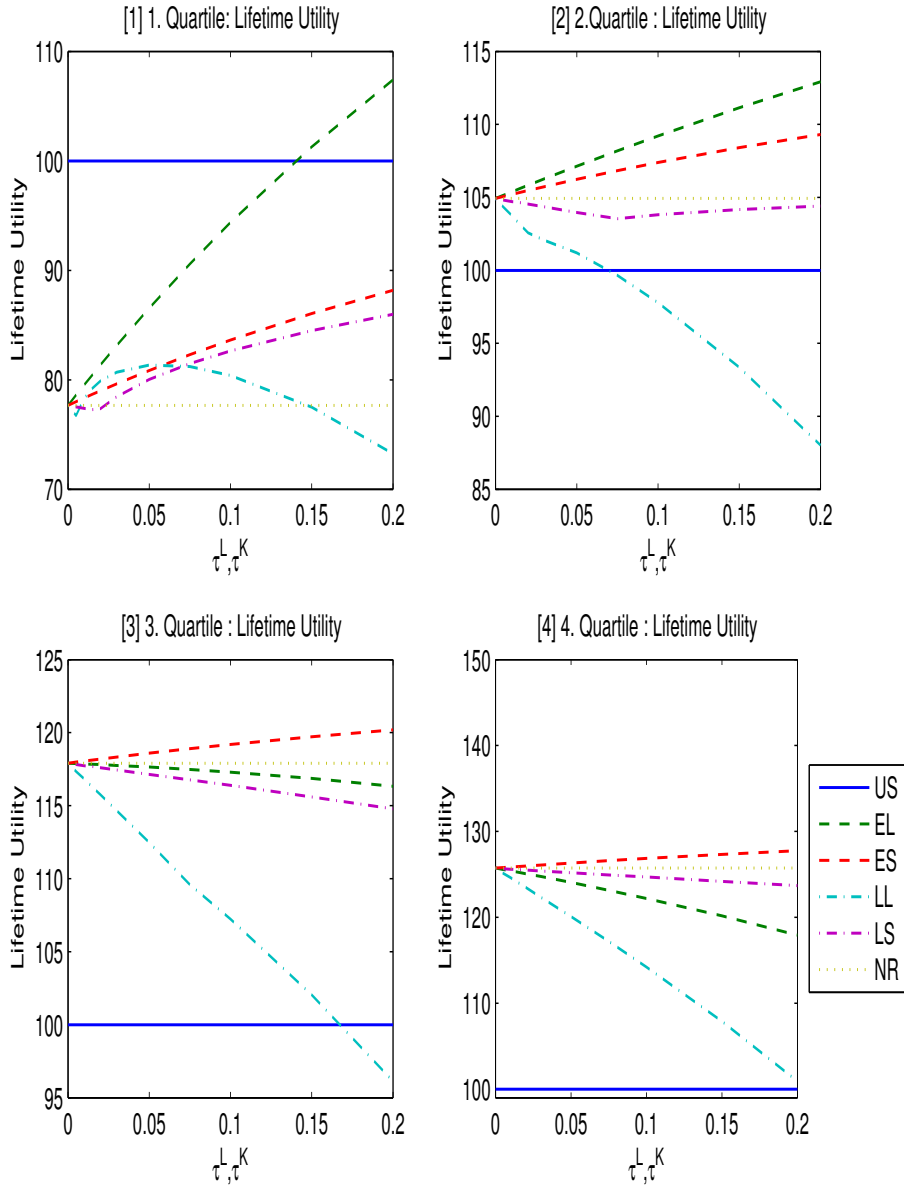 [1] 1. Quartile: Lifetime Utility
110
100
90
80
70
Lifetime Utility
0 0.05 0.1 0.15 0.2
τ^L,τ^K
[2] 2.Quartile : Lifetime Utility
115
110
105
100
95
90
85
Lifetime Utility
0 0.05 0.1 0.15 0.2
τ^L,τ^K
[3] 3. Quartile : Lifetime Utility
125
120
115
110
105
100
95
Lifetime Utility
0 0.05 0.1 0.15 0.2
τ^L,τ^K
[4] 4. Quartile : Lifetime Utility
150
140
130
120
110
100
Lifetime Utility
0 0.05 0.1 0.15 0.2
τ^L,τ^K
US
EL
ES
LL
LS
NR